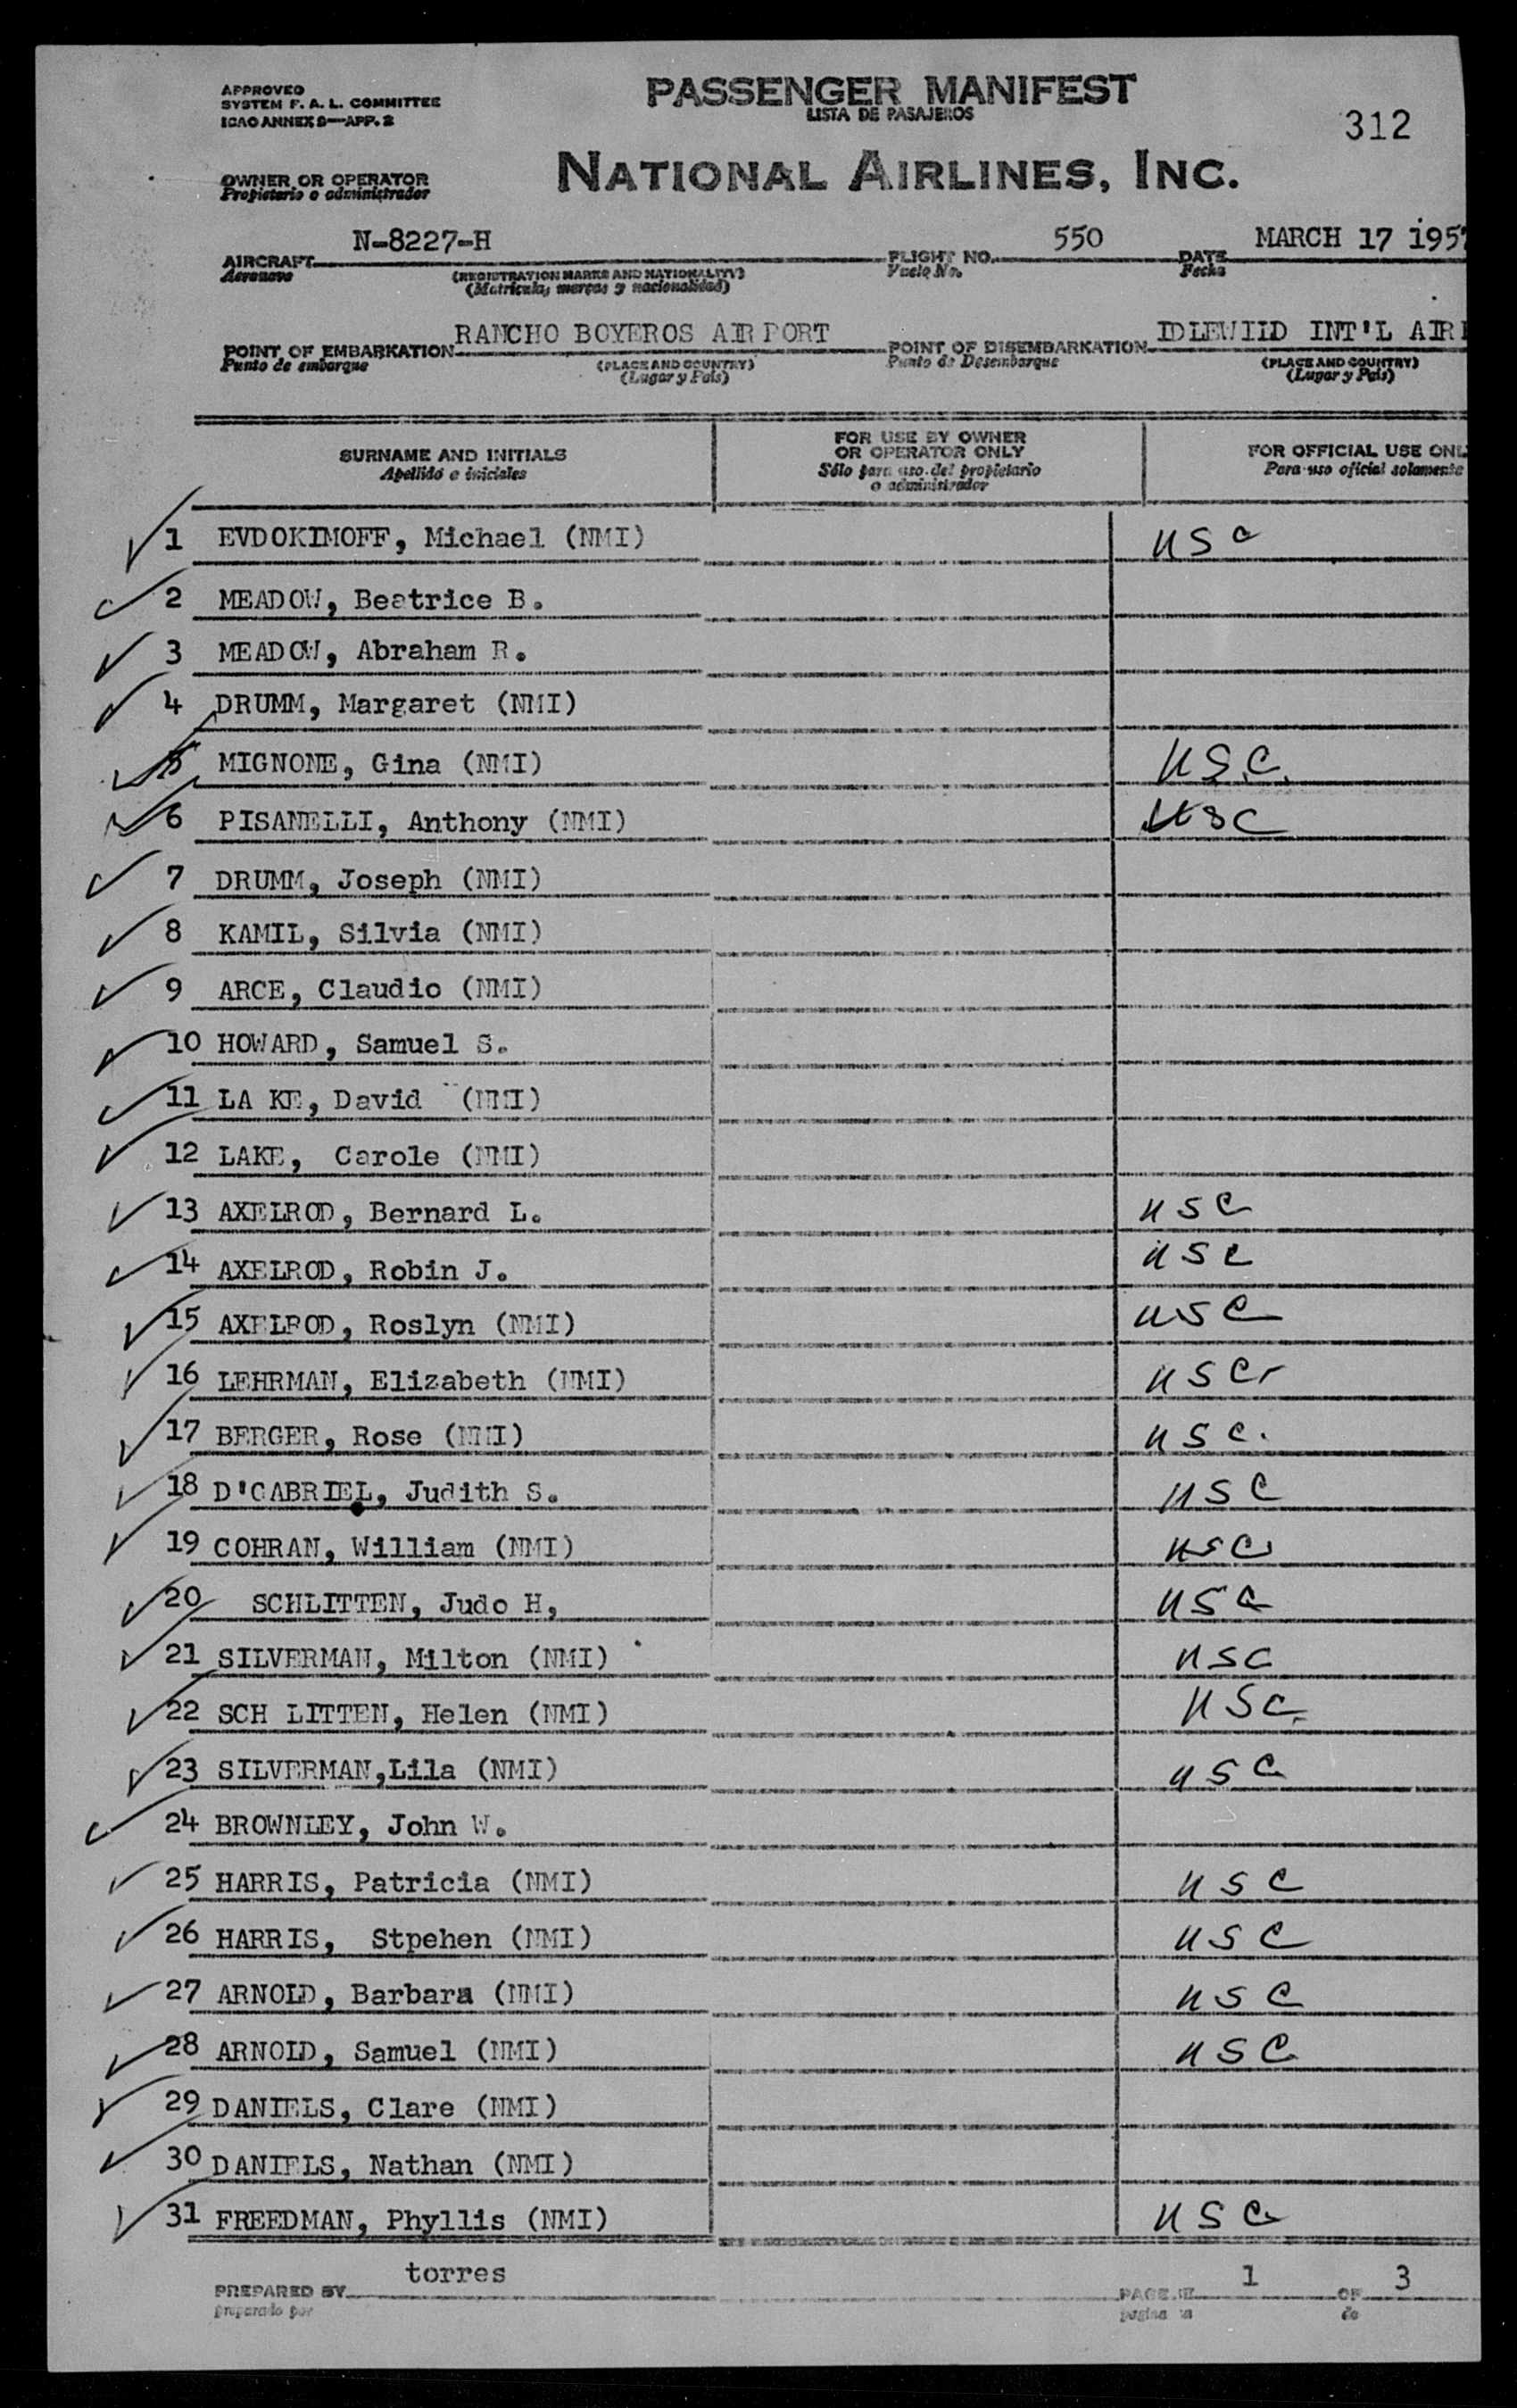 APPROVED
SYSTEM F. A. L. COMMITTEE
ICAO ANNEX 9—APP. 2
PASSENGER MANIFEST
LISTA DE PASAJEROS
312
OWNER OR OPERATOR
Propietario o administrador
NATIONAL AIRLINES, INC.
AIRCRAFT N-8227-H FLIGHT NO. 550 DATE MARCH 17 1957
Aeronave (REGISTRATION MARKS AND NATIONALITY) Vuelo No. Fecha
(Matriculas, marcas y nacionalidad)
POINT OF EMBARKATION RANCHO BOYEROS AIR PORT POINT OF DISEMBARKATION IDLEWIID INT'L AIR
Punto de embarque (PLACE AND COUNTRY) Punto de Desembarque (PLACE AND COUNTRY)
(Lugar y País) (Lugar y País)
SURNAME AND INITIALS
Apellido e iniciales
FOR USE BY OWNER
OR OPERATOR ONLY
Sólo para uso del propietario
o administrador
FOR OFFICIAL USE ONL
Para uso oficial solamente
1 EVDOKIMOFF, Michael (NMI) USC
2 MEADOW, Beatrice B.
3 MEADOW, Abraham R.
4 DRUMM, Margaret (NMI)
5 MIGNONE, Gina (NMI) U.S.C.
6 PISANELLI, Anthony (NMI) USC
7 DRUMM, Joseph (NMI)
8 KAMIL, Silvia (NMI)
9 ARCE, Claudio (NMI)
10 HOWARD, Samuel S.
11 LA KE, David (NMI)
12 LAKE, Carole (NMI)
13 AXELROD, Bernard L. USC
14 AXELROD, Robin J. USC
15 AXELROD, Roslyn (NMI) USC
16 LEHRMAN, Elizabeth (NMI) USC
17 BERGER, Rose (NMI) USC.
18 D'GABRIEL, Judith S. USC
19 COHRAN, William (NMI) USC
20 SCHLITTEN, Judo H, USC
21 SILVERMAN, Milton (NMI) USC
22 SCH LITTEN, Helen (NMI) USC.
23 SILVERMAN,Lila (NMI) USC
24 BROWNLEY, John W.
25 HARRIS, Patricia (NMI) USC
26 HARRIS, Stpehen (NMI) USC
27 ARNOLD, Barbara (NMI) USC
28 ARNOLD, Samuel (NMI) USC
29 DANIELS, Clare (NMI)
30 DANIELS, Nathan (NMI)
31 FREEDMAN, Phyllis (NMI) USC
PREPARED BY torres PAGE 1 OF 3
preparado por pagina de